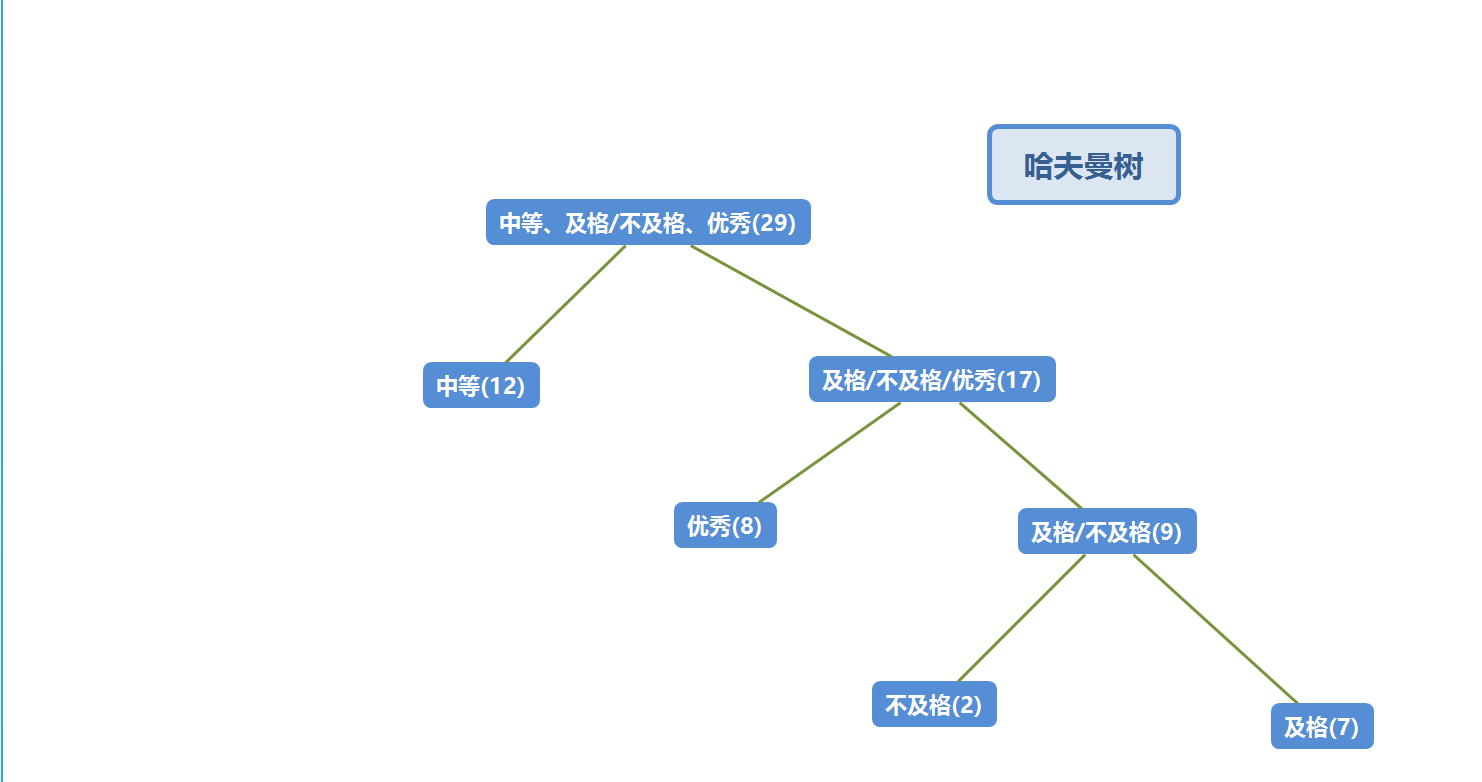 哈夫曼树
中等、及格/不及格、优秀(29)
中等(12)
及格/不及格/优秀(17)
优秀(8)
及格/不及格(9)
不及格(2)
及格(7)